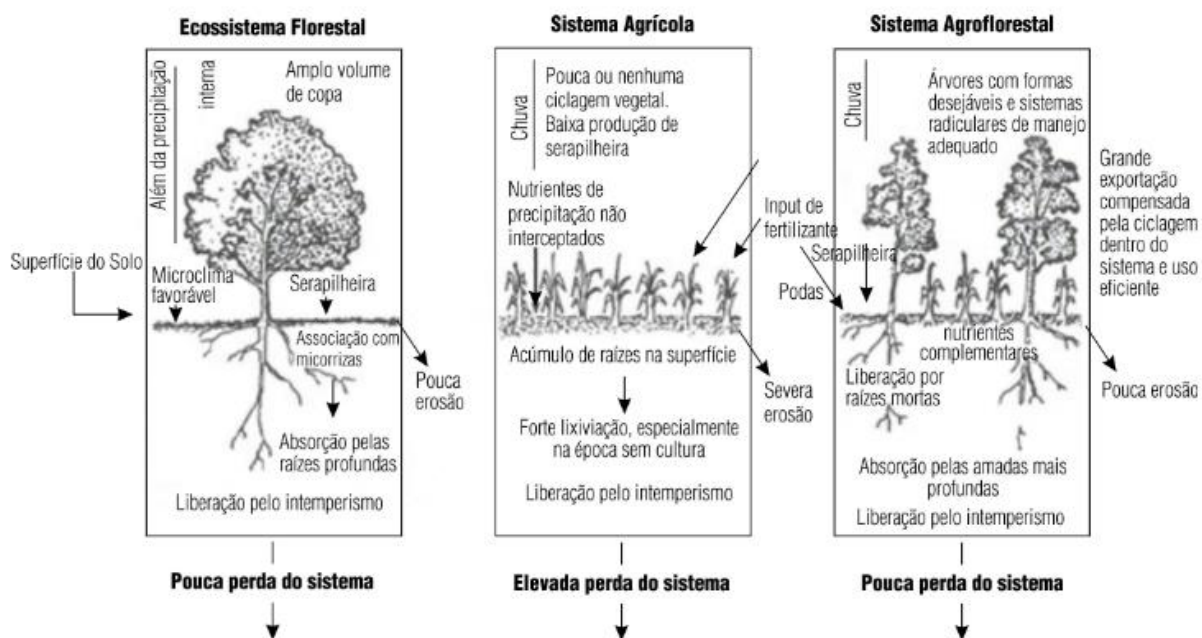 Ecossistema Florestal
Além da precipitação
interna
Amplo volume
de copa
Superfície do Solo
Microclima
favorável
Serapilheira
Associação com
micorrizas
Pouca
erosão
Absorção pelas
raízes profundas
Liberação pelo intemperismo
Pouca perda do sistema
Sistema Agrícola
Chuva
Pouca ou nenhuma
ciclagem vegetal.
Baixa produção de
serapilheira
Nutrientes de
precipitação não
interceptados
Input de
fertilizante
Acúmulo de raízes na superfície
Severa
erosão
Forte lixiviação, especialmente
na época sem cultura
Liberação pelo intemperismo
Elevada perda do sistema
Sistema Agroflorestal
Chuva
Árvores com formas
desejáveis e sistemas
radiculares de manejo
adequado
Grande
exportação
compensada
pela ciclagem
dentro do
sistema e uso
eficiente
Serapilheira
Podas
nutrientes
complementares
Liberação por
raízes mortas
Pouca erosão
Absorção pelas amadas mais
profundas
Liberação pelo intemperismo
Pouca perda do sistema